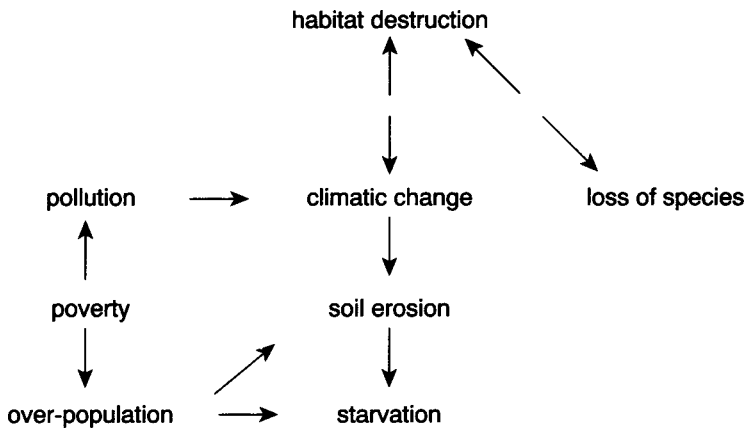 habitat destruction
pollution
climatic change
loss of species
poverty
soil erosion
over-population
starvation